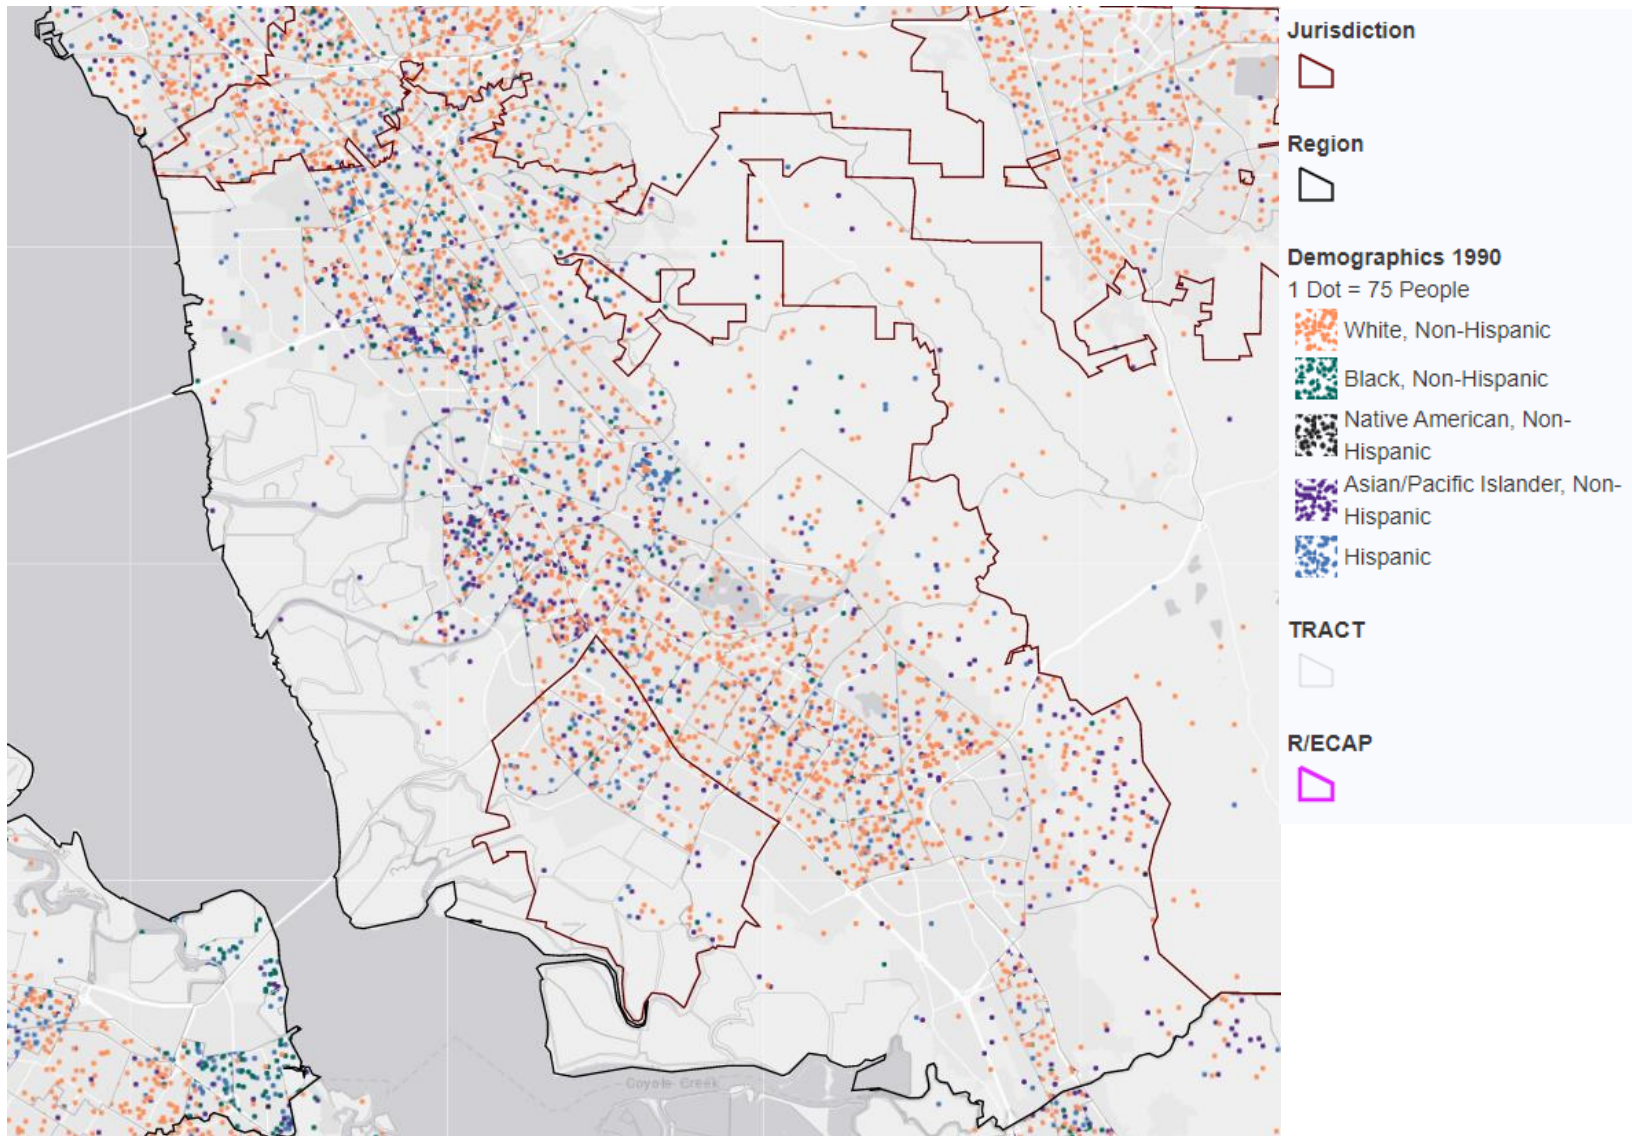 Jurisdiction
Region
Demographics 1990
1 Dot = 75 People
White, Non-Hispanic
Black, Non-Hispanic
Native American, Non-
Hispanic
Asian/Pacific Islander, Non-
Hispanic
Hispanic
TRACT
R/ECAP
Coyote Creek